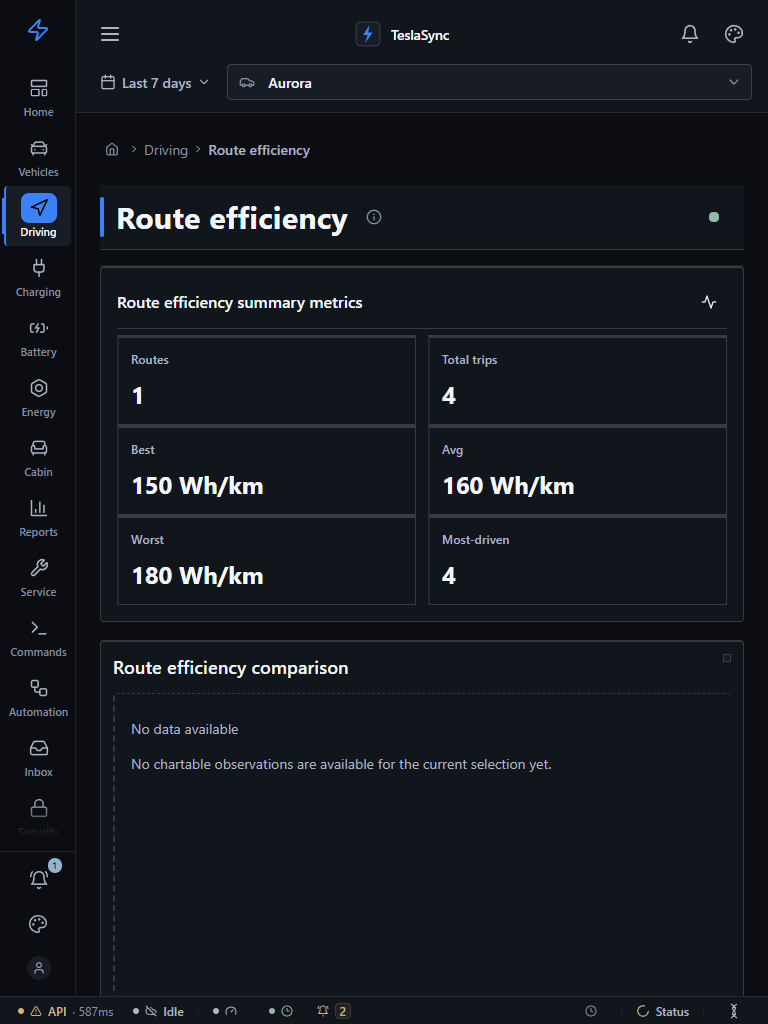 TeslaSync
Last 7 days
Aurora
Home
Vehicles
Driving
Charging
Battery
Energy
Cabin
Reports
Service
Commands
Automation
Inbox
Security
1
Driving
Route efficiency
Route efficiency
Route efficiency summary metrics
Routes
1
Total trips
4
Best
150 Wh/km
Avg
160 Wh/km
Worst
180 Wh/km
Most-driven
4
Route efficiency comparison
No data available
No chartable observations are available for the current selection yet.
API · 587ms
Idle
2
Status